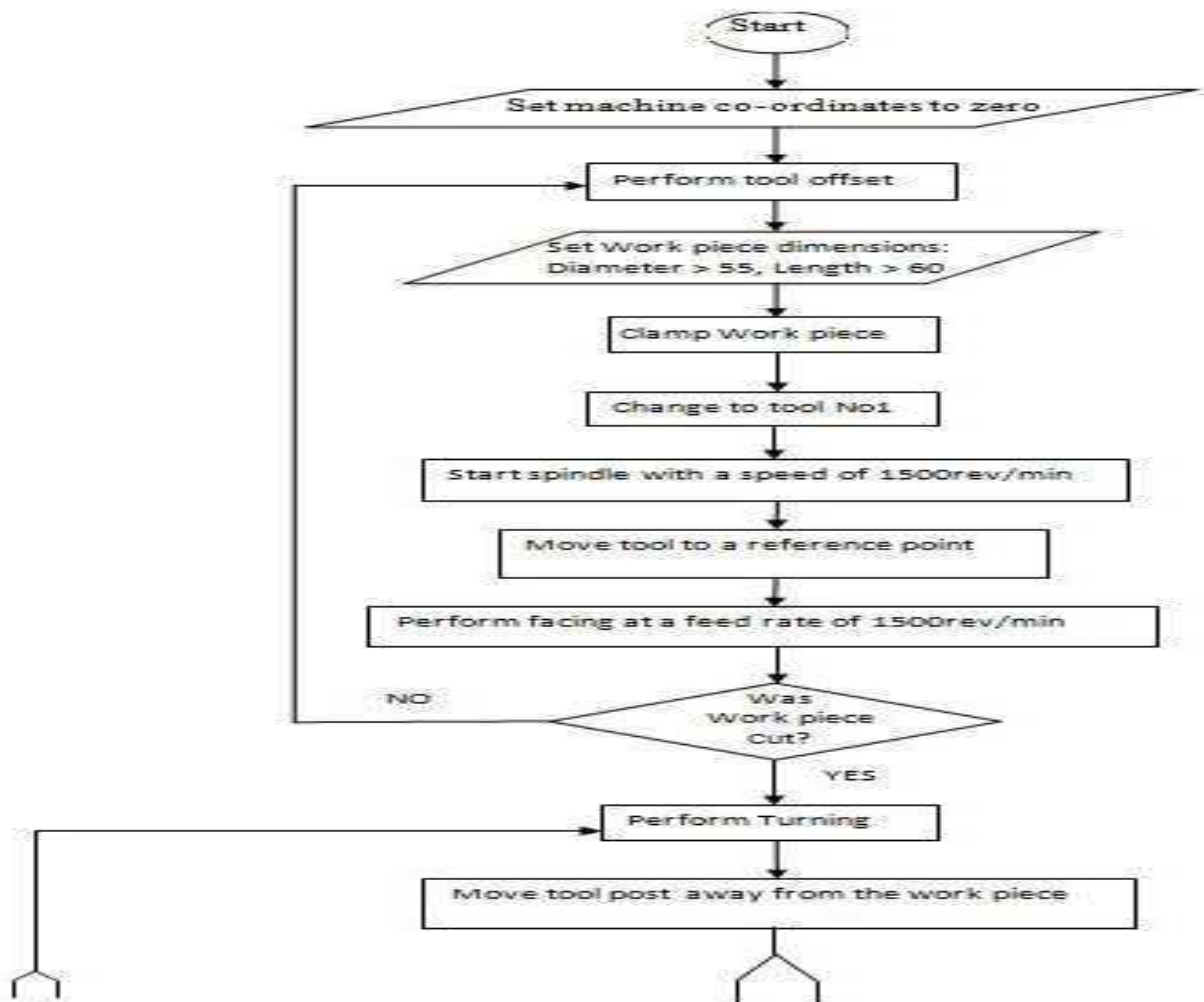 Start
Set machine co-ordinates to zero
Perform tool offset
Set Work piece dimensions:
Diameter > 55, Length > 60
Clamp Work piece
Change to tool No1
Start spindle with a speed of 1500rev/min
Move tool to a reference point
Perform facing at a feed rate of 1500rev/min
NO
Was
Work piece
Cut?
YES
Perform Turning
Move tool post away from the work piece